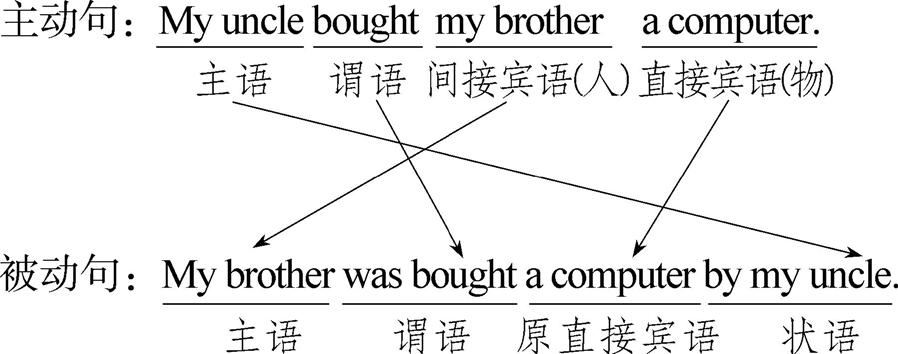 主动句：My uncle bought my brother a computer.
主语 谓语 间接宾语(人) 直接宾语(物)
被动句：My brother was bought a computer by my uncle.
主语 谓语 原直接宾语 状语